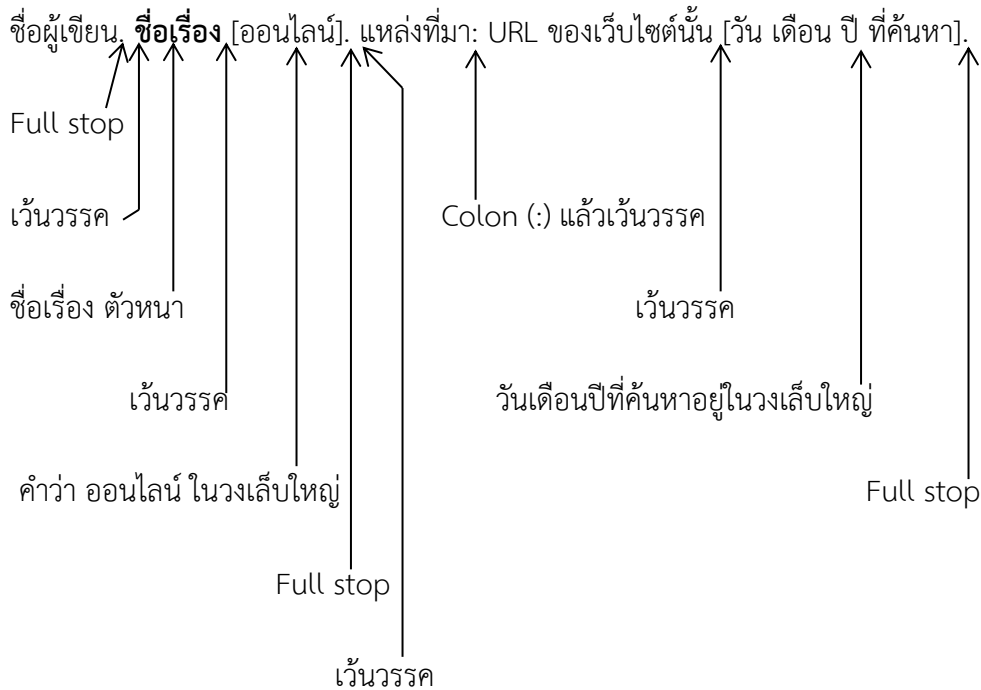 ชื่อผู้เขียน. ชื่อเรื่อง [ออนไลน์]. แหล่งที่มา: URL ของเว็บไซต์นั้น [วัน เดือน ปี ที่ค้นหา].
Full stop
เว้นวรรค
Colon (:) แล้วเว้นวรรค
ชื่อเรื่อง ตัวหนา
เว้นวรรค
เว้นวรรค
วันเดือนปีที่ค้นหาอยู่ในวงเล็บใหญ่
คำว่า ออนไลน์ ในวงเล็บใหญ่
Full stop
Full stop
เว้นวรรค